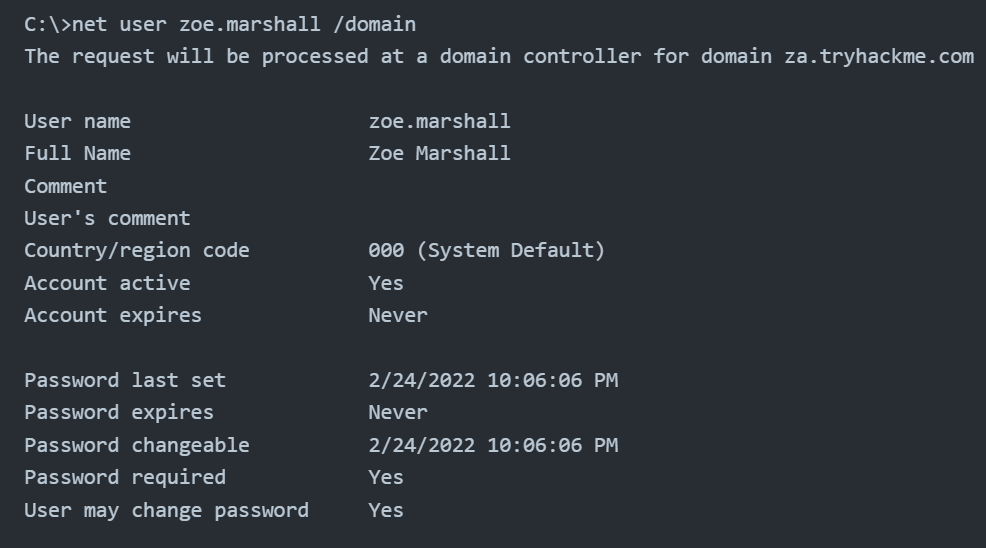 C:\>net user zoe.marshall /domain
The request will be processed at a domain controller for domain za.tryhackme.com
User name zoe.marshall
Full Name Zoe Marshall
Comment
User's comment
Country/region code 000 (System Default)
Account active Yes
Account expires Never
Password last set 2/24/2022 10:06:06 PM
Password expires Never
Password changeable 2/24/2022 10:06:06 PM
Password required Yes
User may change password Yes